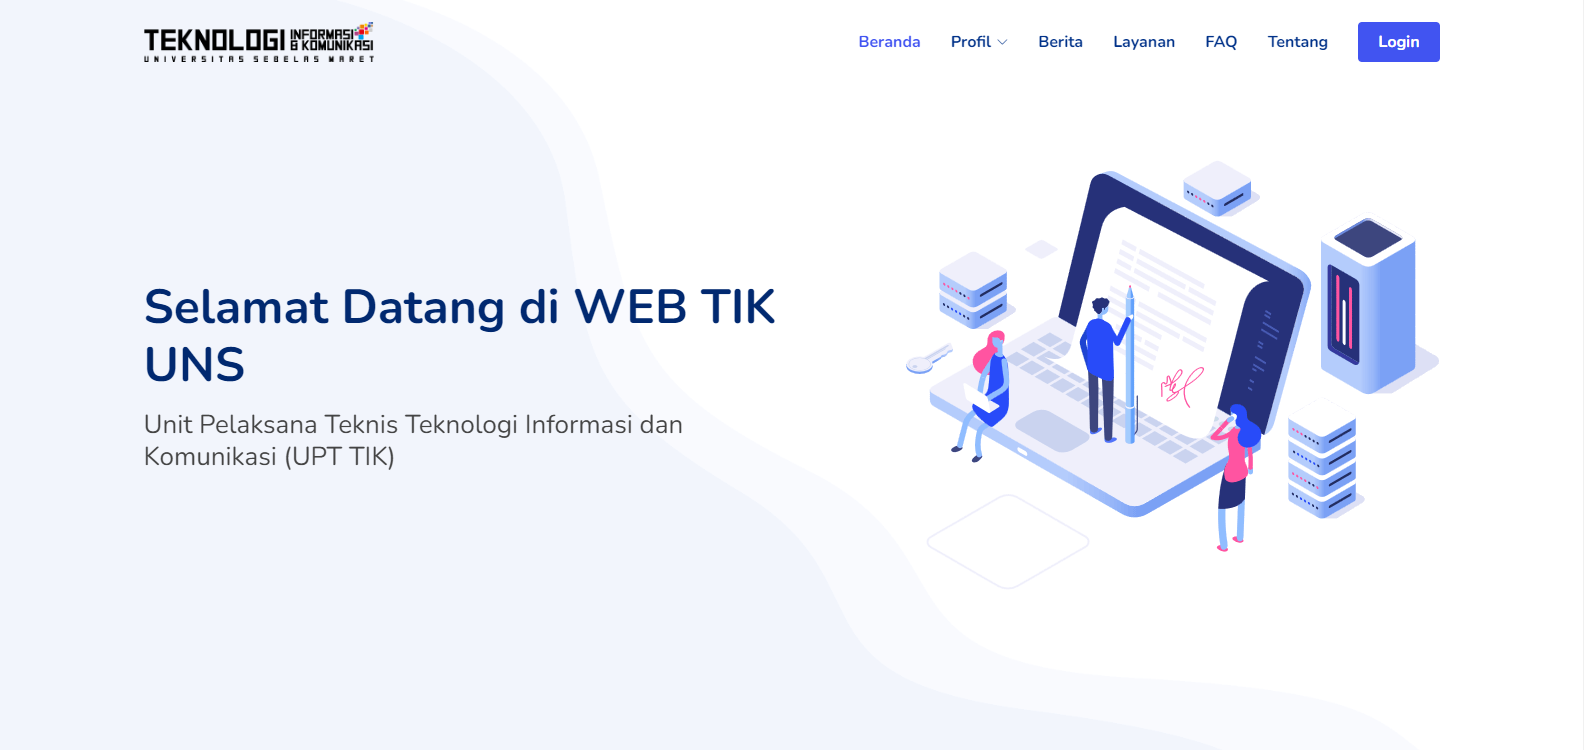 TEKNOLOGI INFORMASI & KOMUNIKASI
UNIVERSITAS SEBELAS MARET
Beranda Profil Berita Layanan FAQ Tentang Login
Selamat Datang di WEB TIK
UNS
Unit Pelaksana Teknis Teknologi Informasi dan
Komunikasi (UPT TIK)